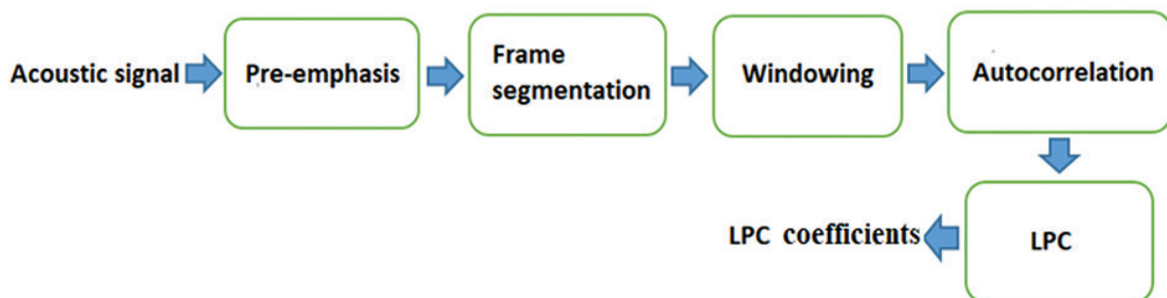 Acoustic signal
Pre-emphasis
Frame
segmentation
Windowing
Autocorrelation
LPC
LPC coefficients